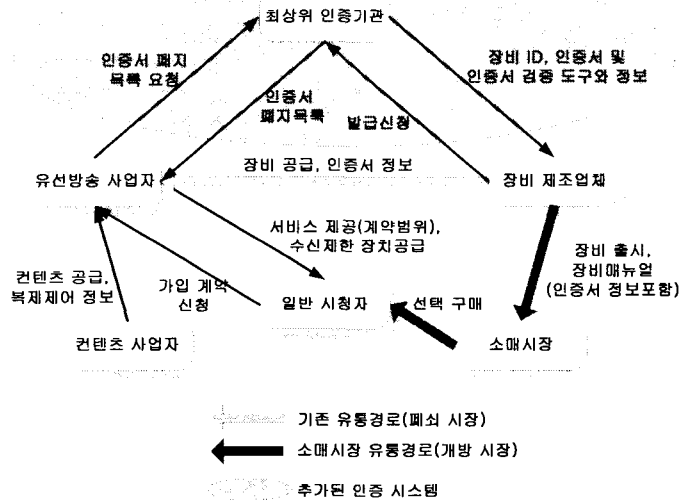 최상위 인증기관
인증서 폐지
목록 요청
장비 ID, 인증서 및
인증서 검증 도구와 정보
인증서
폐지목록
발급신청
장비 공급, 인증서 정보
유선방송 사업자
장비 제조업체
서비스 제공(계약범위),
수신제한 장치공급
장비 출시,
장비매뉴얼
(인증서 정보포함)
컨텐츠 공급,
복제제어 정보
가입 계약
신청
일반 시청자
선택 구매
컨텐츠 사업자
소매시장
기존 유통경로(폐쇠 시장)
소매시장 유통경로(개방 시장)
추가된 인증 시스템